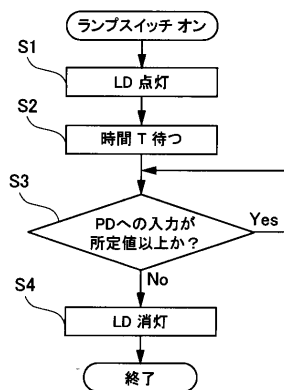 ランプスイッチ オン
S1
LD 点灯
S2
時間 T 待つ
S3
PDへの入力が
所定値以上か？
Yes
No
S4
LD 消灯
終了